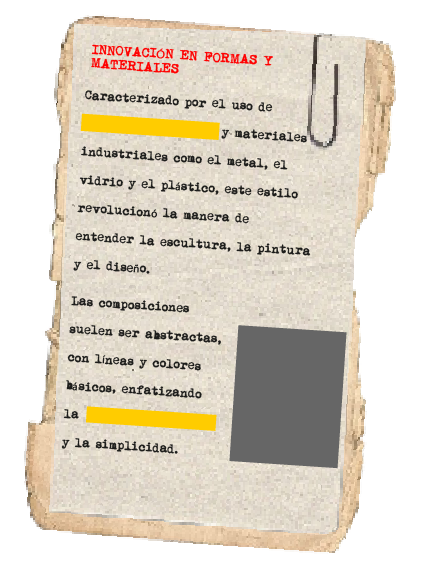 INNOVACIÓN EN FORMAS Y
MATERIALES
Caracterizado por el uso de
y materiales
industriales como el metal, el
vidrio y el plástico, este estilo
revolucionó la manera de
entender la escultura, la pintura
y el diseño.
Las composiciones
suelen ser abstractas,
con líneas y colores
básicos, enfatizando
la
y la simplicidad.